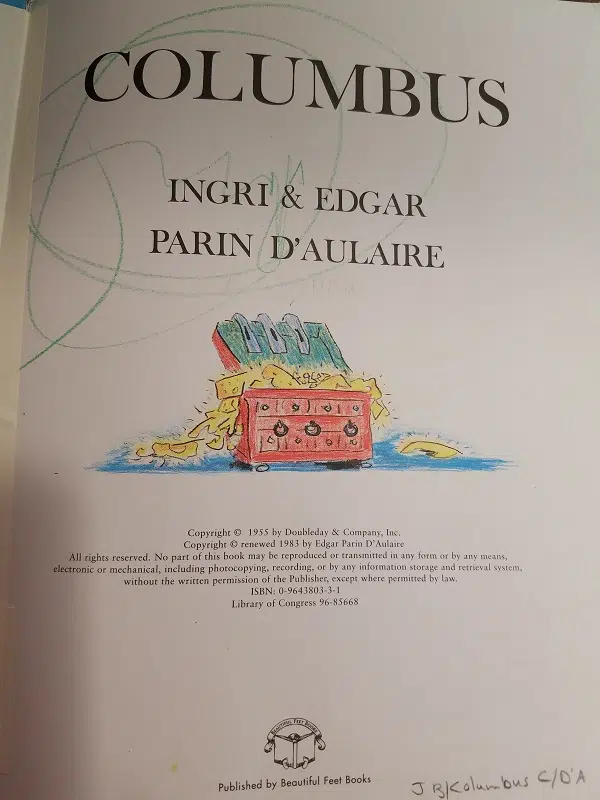 COLUMBUS
INGRI & EDGAR
PARIN D'AULAIRE
Copyright © 1955 by Doubleday & Company, Inc.
Copyright © renewed 1983 by Edgar Parin D'Aulaire
All rights reserved. No part of this book may be reproduced or transmitted in any form or by any means,
electronic or mechanical, including photocopying, recording, or by any information storage and retrieval system,
without the written permission of the Publisher, except where permitted by law.
ISBN: 0-9643803-3-1
Library of Congress 96-85668
BEAUTIFUL FEET BOOKS
Published by Beautiful Feet Books
J B/Kolumbus C/D'A